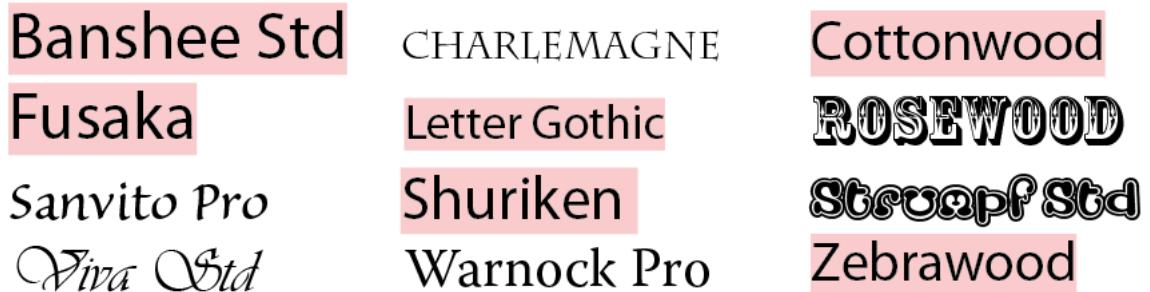 Banshee Std
CHARLEMAGNE
Cottonwood
Fusaka
Letter Gothic
ROSEWOOD
Sanvito Pro
Shuriken
Strumpf Std
Viva Std
Warnock Pro
Zebrawood